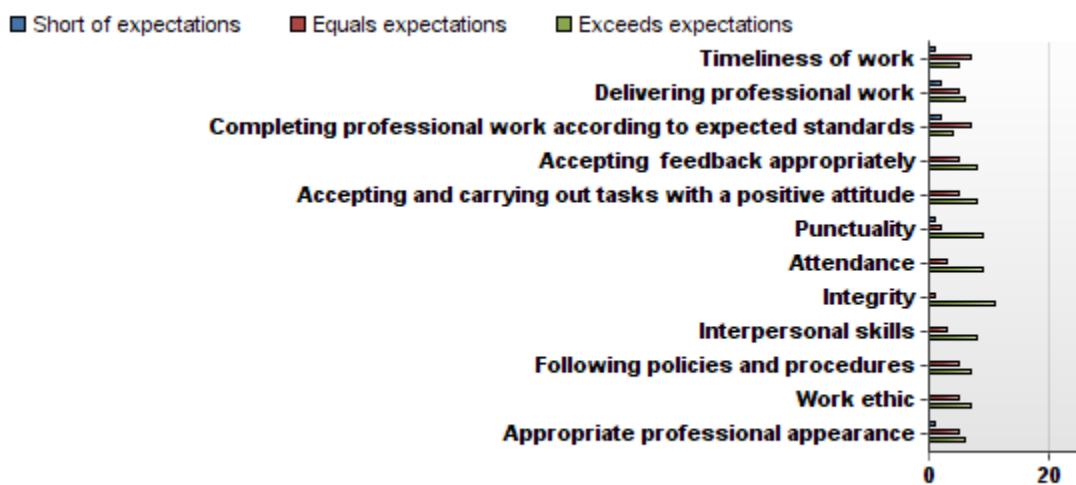 Short of expectations Equals expectations Exceeds expectations
Timeliness of work
Delivering professional work
Completing professional work according to expected standards
Accepting feedback appropriately
Accepting and carrying out tasks with a positive attitude
Punctuality
Attendance
Integrity
Interpersonal skills
Following policies and procedures
Work ethic
Appropriate professional appearance
0 20